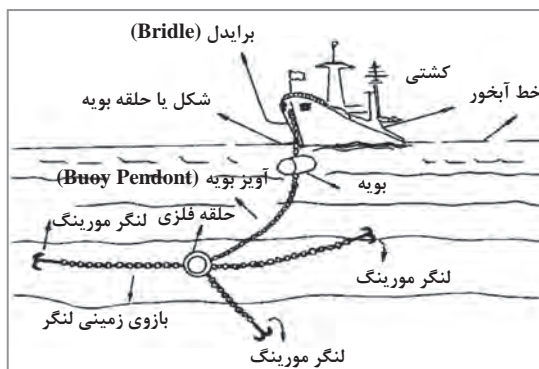 برایدل (Bridle)
کشتی
خط آبخور
شکل یا حلقه بویه
آویز بویه (Buoy Pendont)
بویه
حلقه فلزی
لنگر مورینگ
لنگر مورینگ
بازوی زمینی لنگر
لنگر مورینگ